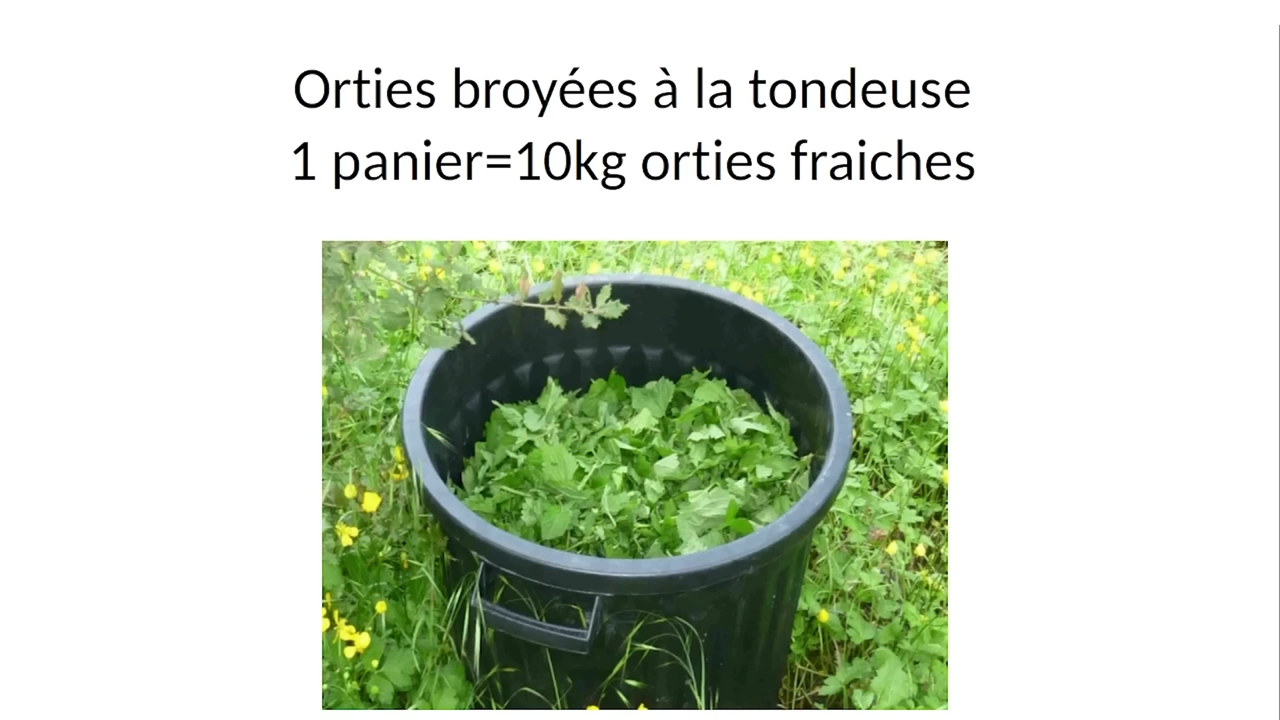 Orties broyées à la tondeuse
1 panier=10kg orties fraiches